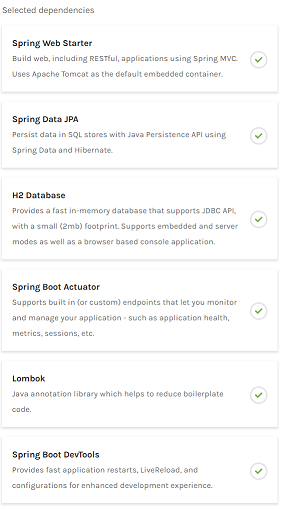 Selected dependencies
Spring Web Starter
Build web, including RESTful, applications using Spring MVC.
Uses Apache Tomcat as the default embedded container.
Spring Data JPA
Persist data in SQL stores with Java Persistence API using
Spring Data and Hibernate.
H2 Database
Provides a fast in-memory database that supports JDBC API,
with a small (2mb) footprint. Supports embedded and server
modes as well as a browser based console application.
Spring Boot Actuator
Supports built in (or custom) endpoints that let you monitor
and manage your application - such as application health,
metrics, sessions, etc.
Lombok
Java annotation library which helps to reduce boilerplate
code.
Spring Boot DevTools
Provides fast application restarts, LiveReload, and
configurations for enhanced development experience.